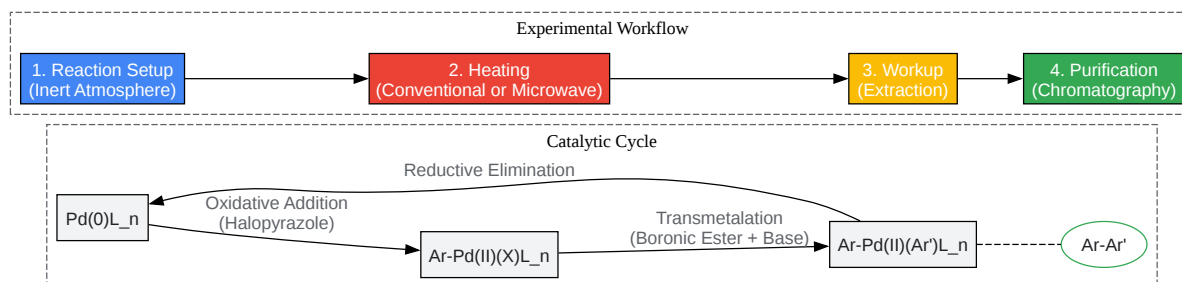 Experimental Workflow
1. Reaction Setup
(Inert Atmosphere)
2. Heating
(Conventional or Microwave)
3. Workup
(Extraction)
4. Purification
(Chromatography)
Catalytic Cycle
Reductive Elimination
Pd(0)L_n
Oxidative Addition
(Halopyrazole)
Ar-Pd(II)(X)L_n
Transmetalation
(Boronic Ester + Base)
Ar-Pd(II)(Ar')L_n
Ar-Ar'